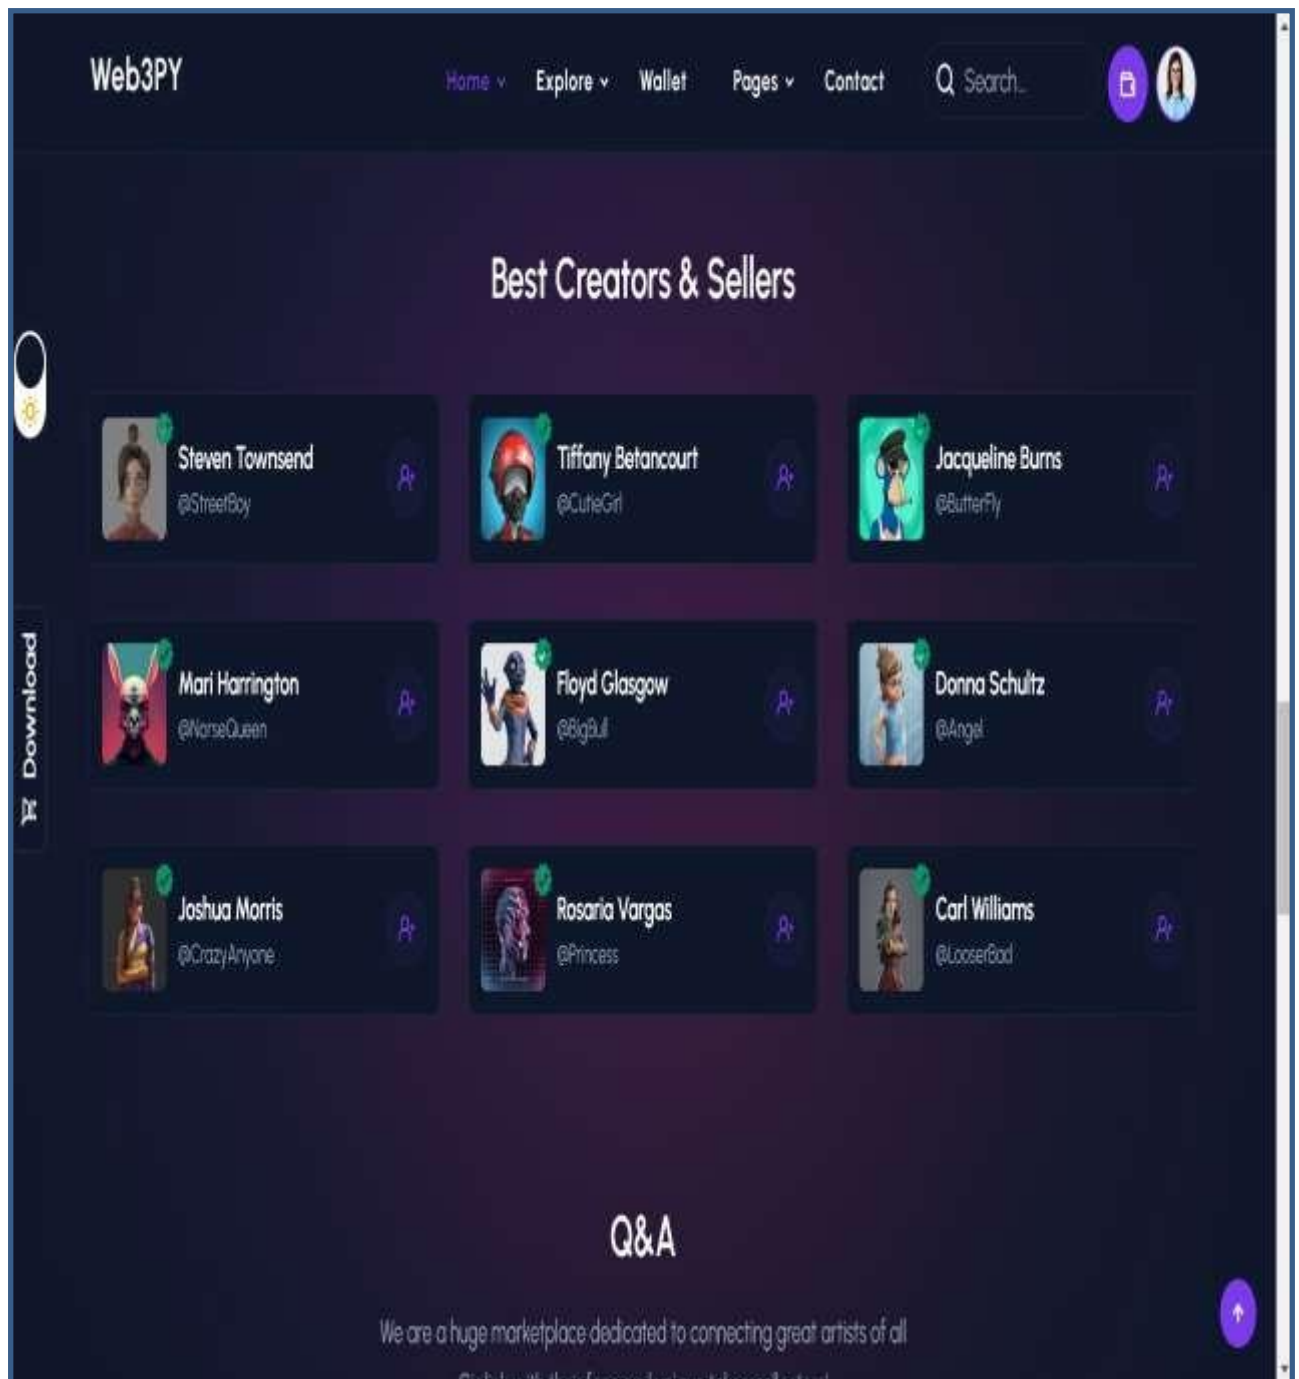 Web3PY
Home Explore Wallet Pages Contact Search...
Best Creators & Sellers
Steven Townsend
@StreetBoy
Tiffany Betancourt
@CutieGirl
Jacqueline Burns
@ButterFly
Mari Harrington
@NorseQueen
Floyd Glasgow
@BigBull
Donna Schultz
@Angel
Joshua Morris
@CrazyAnyone
Rosaria Vargas
@Princess
Carl Williams
@LooserBad
Download
Q&A
We are a huge marketplace dedicated to connecting great artists of all